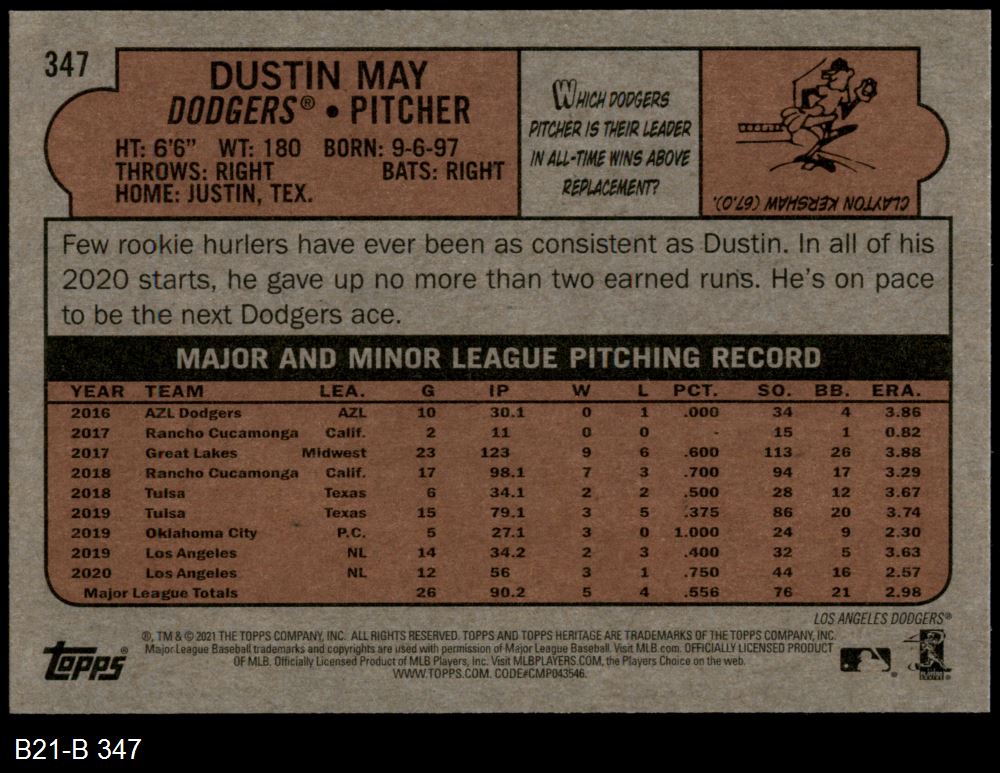 347
DUSTIN MAY
DODGERS® • PITCHER
HT: 6'6" WT: 180 BORN: 9-6-97
THROWS: RIGHT BATS: RIGHT
HOME: JUSTIN, TEX.
WHICH DODGERS
PITCHER IS THEIR LEADER
IN ALL-TIME WINS ABOVE
REPLACEMENT?
CLAYTON KERSHAW (67.0).
Few rookie hurlers have ever been as consistent as Dustin. In all of his
2020 starts, he gave up no more than two earned runs. He's on pace
to be the next Dodgers ace.
MAJOR AND MINOR LEAGUE PITCHING RECORD
YEAR TEAM LEA. G IP W L PCT. SO. BB. ERA.
2016 AZL Dodgers AZL 10 30.1 0 1 .000 34 4 3.86
2017 Rancho Cucamonga Calif. 2 11 0 0 - 15 1 0.82
2017 Great Lakes Midwest 23 123 9 6 .600 113 26 3.88
2018 Rancho Cucamonga Calif. 17 98.1 7 3 .700 94 17 3.29
2018 Tulsa Texas 6 34.1 2 2 .500 28 12 3.67
2019 Tulsa Texas 15 79.1 3 5 .375 86 20 3.74
2019 Oklahoma City P.C. 5 27.1 3 0 1.000 24 9 2.30
2019 Los Angeles NL 14 34.2 2 3 .400 32 5 3.63
2020 Los Angeles NL 12 56 3 1 .750 44 16 2.57
Major League Totals 26 90.2 5 4 .556 76 21 2.98
LOS ANGELES DODGERS®
topps®
®, TM & © 2021 THE TOPPS COMPANY, INC. ALL RIGHTS RESERVED. TOPPS AND TOPPS HERITAGE ARE TRADEMARKS OF THE TOPPS COMPANY, INC.
Major League Baseball trademarks and copyrights are used with permission of Major League Baseball. Visit MLB.com. OFFICIALLY LICENSED PRODUCT
OF MLB. Officially Licensed Product of MLB Players, Inc. Visit MLBPLAYERS.COM, the Players Choice on the web.
WWW.TOPPS.COM. CODE#CMP043546.
B21-B 347